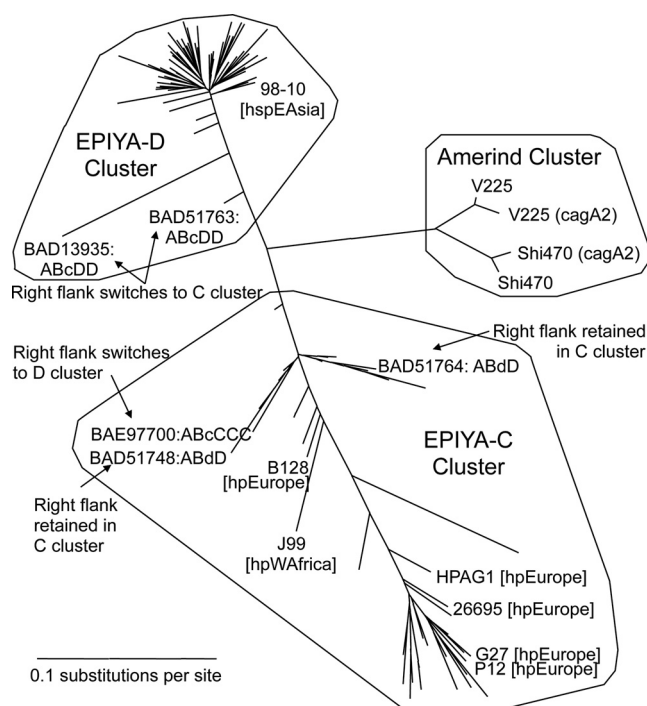 98-10
[hspEAsia]
EPIYA-D
Cluster
BAD51763:
ABcDD
BAD13935:
ABcDD
Right flank switches to C cluster
Amerind Cluster
V225
V225 (cagA2)
Shi470 (cagA2)
Shi470
Right flank retained
in C cluster
BAD51764: ABdD
Right flank switches
to D cluster
BAE97700:ABcCCC
BAD51748:ABdD
EPIYA-C
Cluster
B128
[hpEurope]
Right flank
retained in
C cluster
J99
[hpWAfrica]
HPAG1 [hpEurope]
26695 [hpEurope]
G27 [hpEurope]
P12 [hpEurope]
0.1 substitutions per site